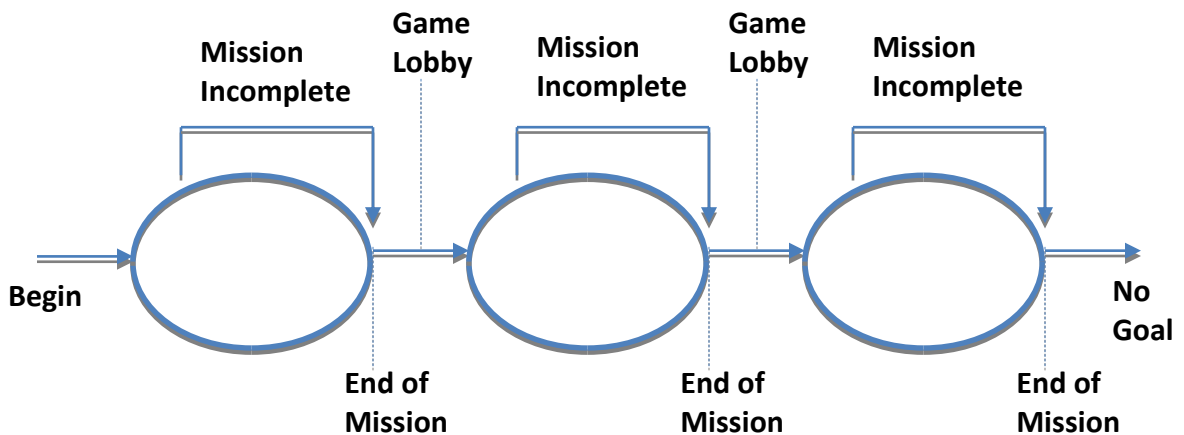 Game
Lobby
Game
Lobby
Mission
Incomplete
Mission
Incomplete
Mission
Incomplete
Begin
No
Goal
End of
Mission
End of
Mission
End of
Mission